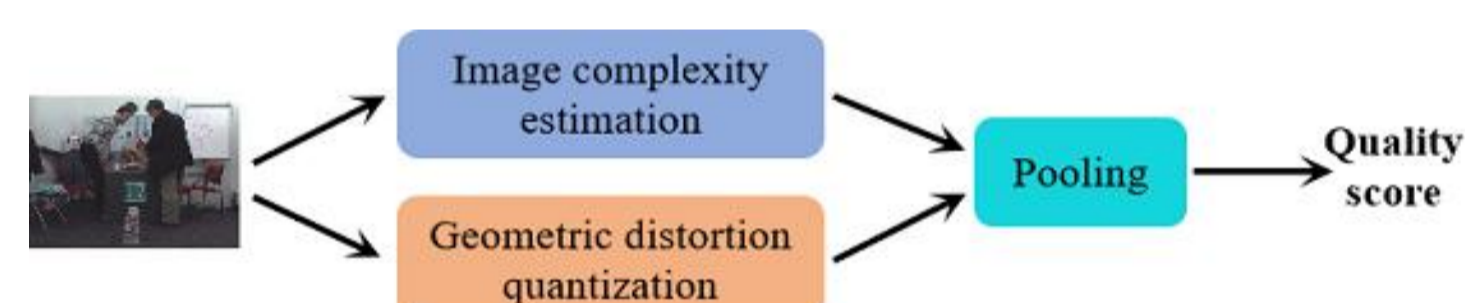 Image complexity
estimation
Geometric distortion
quantization
Pooling
Quality
score